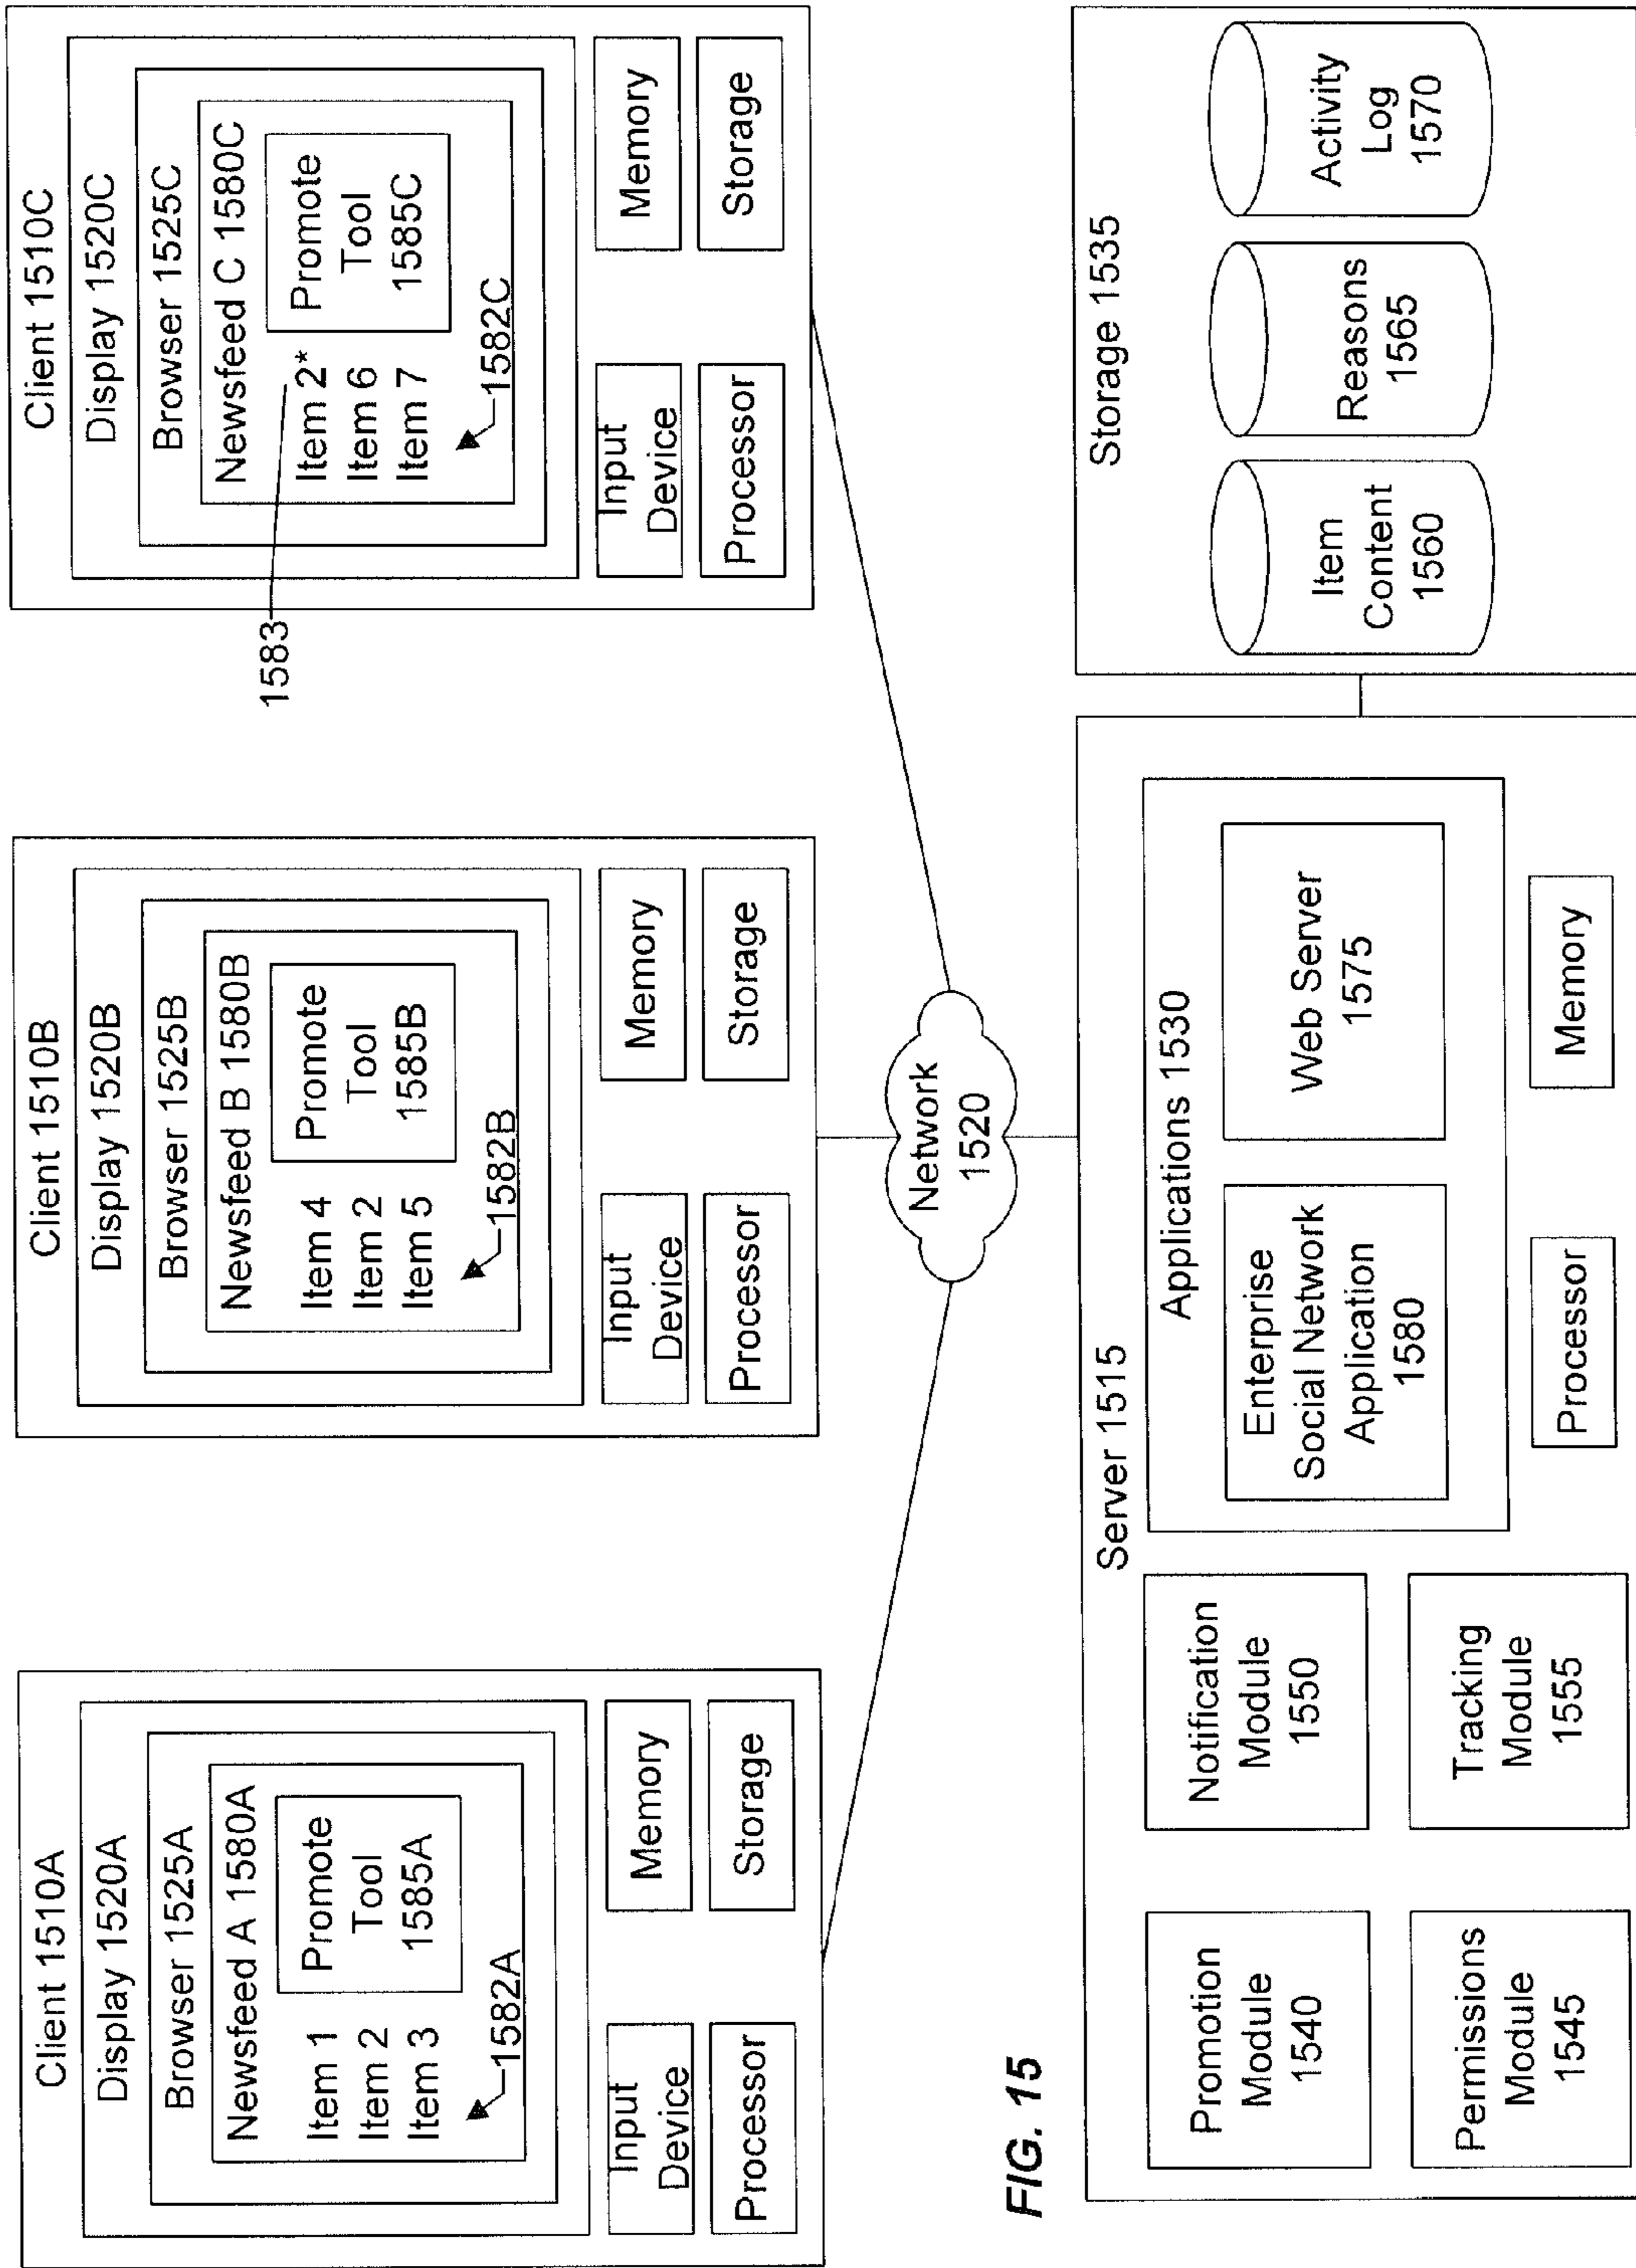 Client 1510A
Display 1520A
Browser 1525A
Newsfeed A 1580A
Item 1
Item 2
Item 3
Promote
Tool
1585A
1582A
Input
Device
Memory
Processor
Storage
Client 1510B
Display 1520B
Browser 1525B
Newsfeed B 1580B
Item 4
Item 2
Item 5
Promote
Tool
1585B
1582B
Input
Device
Memory
Processor
Storage
Client 1510C
Display 1520C
Browser 1525C
Newsfeed C 1580C
1583
Item 2*
Item 6
Item 7
Promote
Tool
1585C
1582C
Input
Device
Memory
Processor
Storage
Network
1520
FIG. 15
Server 1515
Promotion
Module
1540
Notification
Module
1550
Permissions
Module
1545
Tracking
Module
1555
Applications 1530
Enterprise
Social Network
Application
1580
Web Server
1575
Processor
Memory
Storage 1535
Item
Content
1560
Reasons
1565
Activity
Log
1570